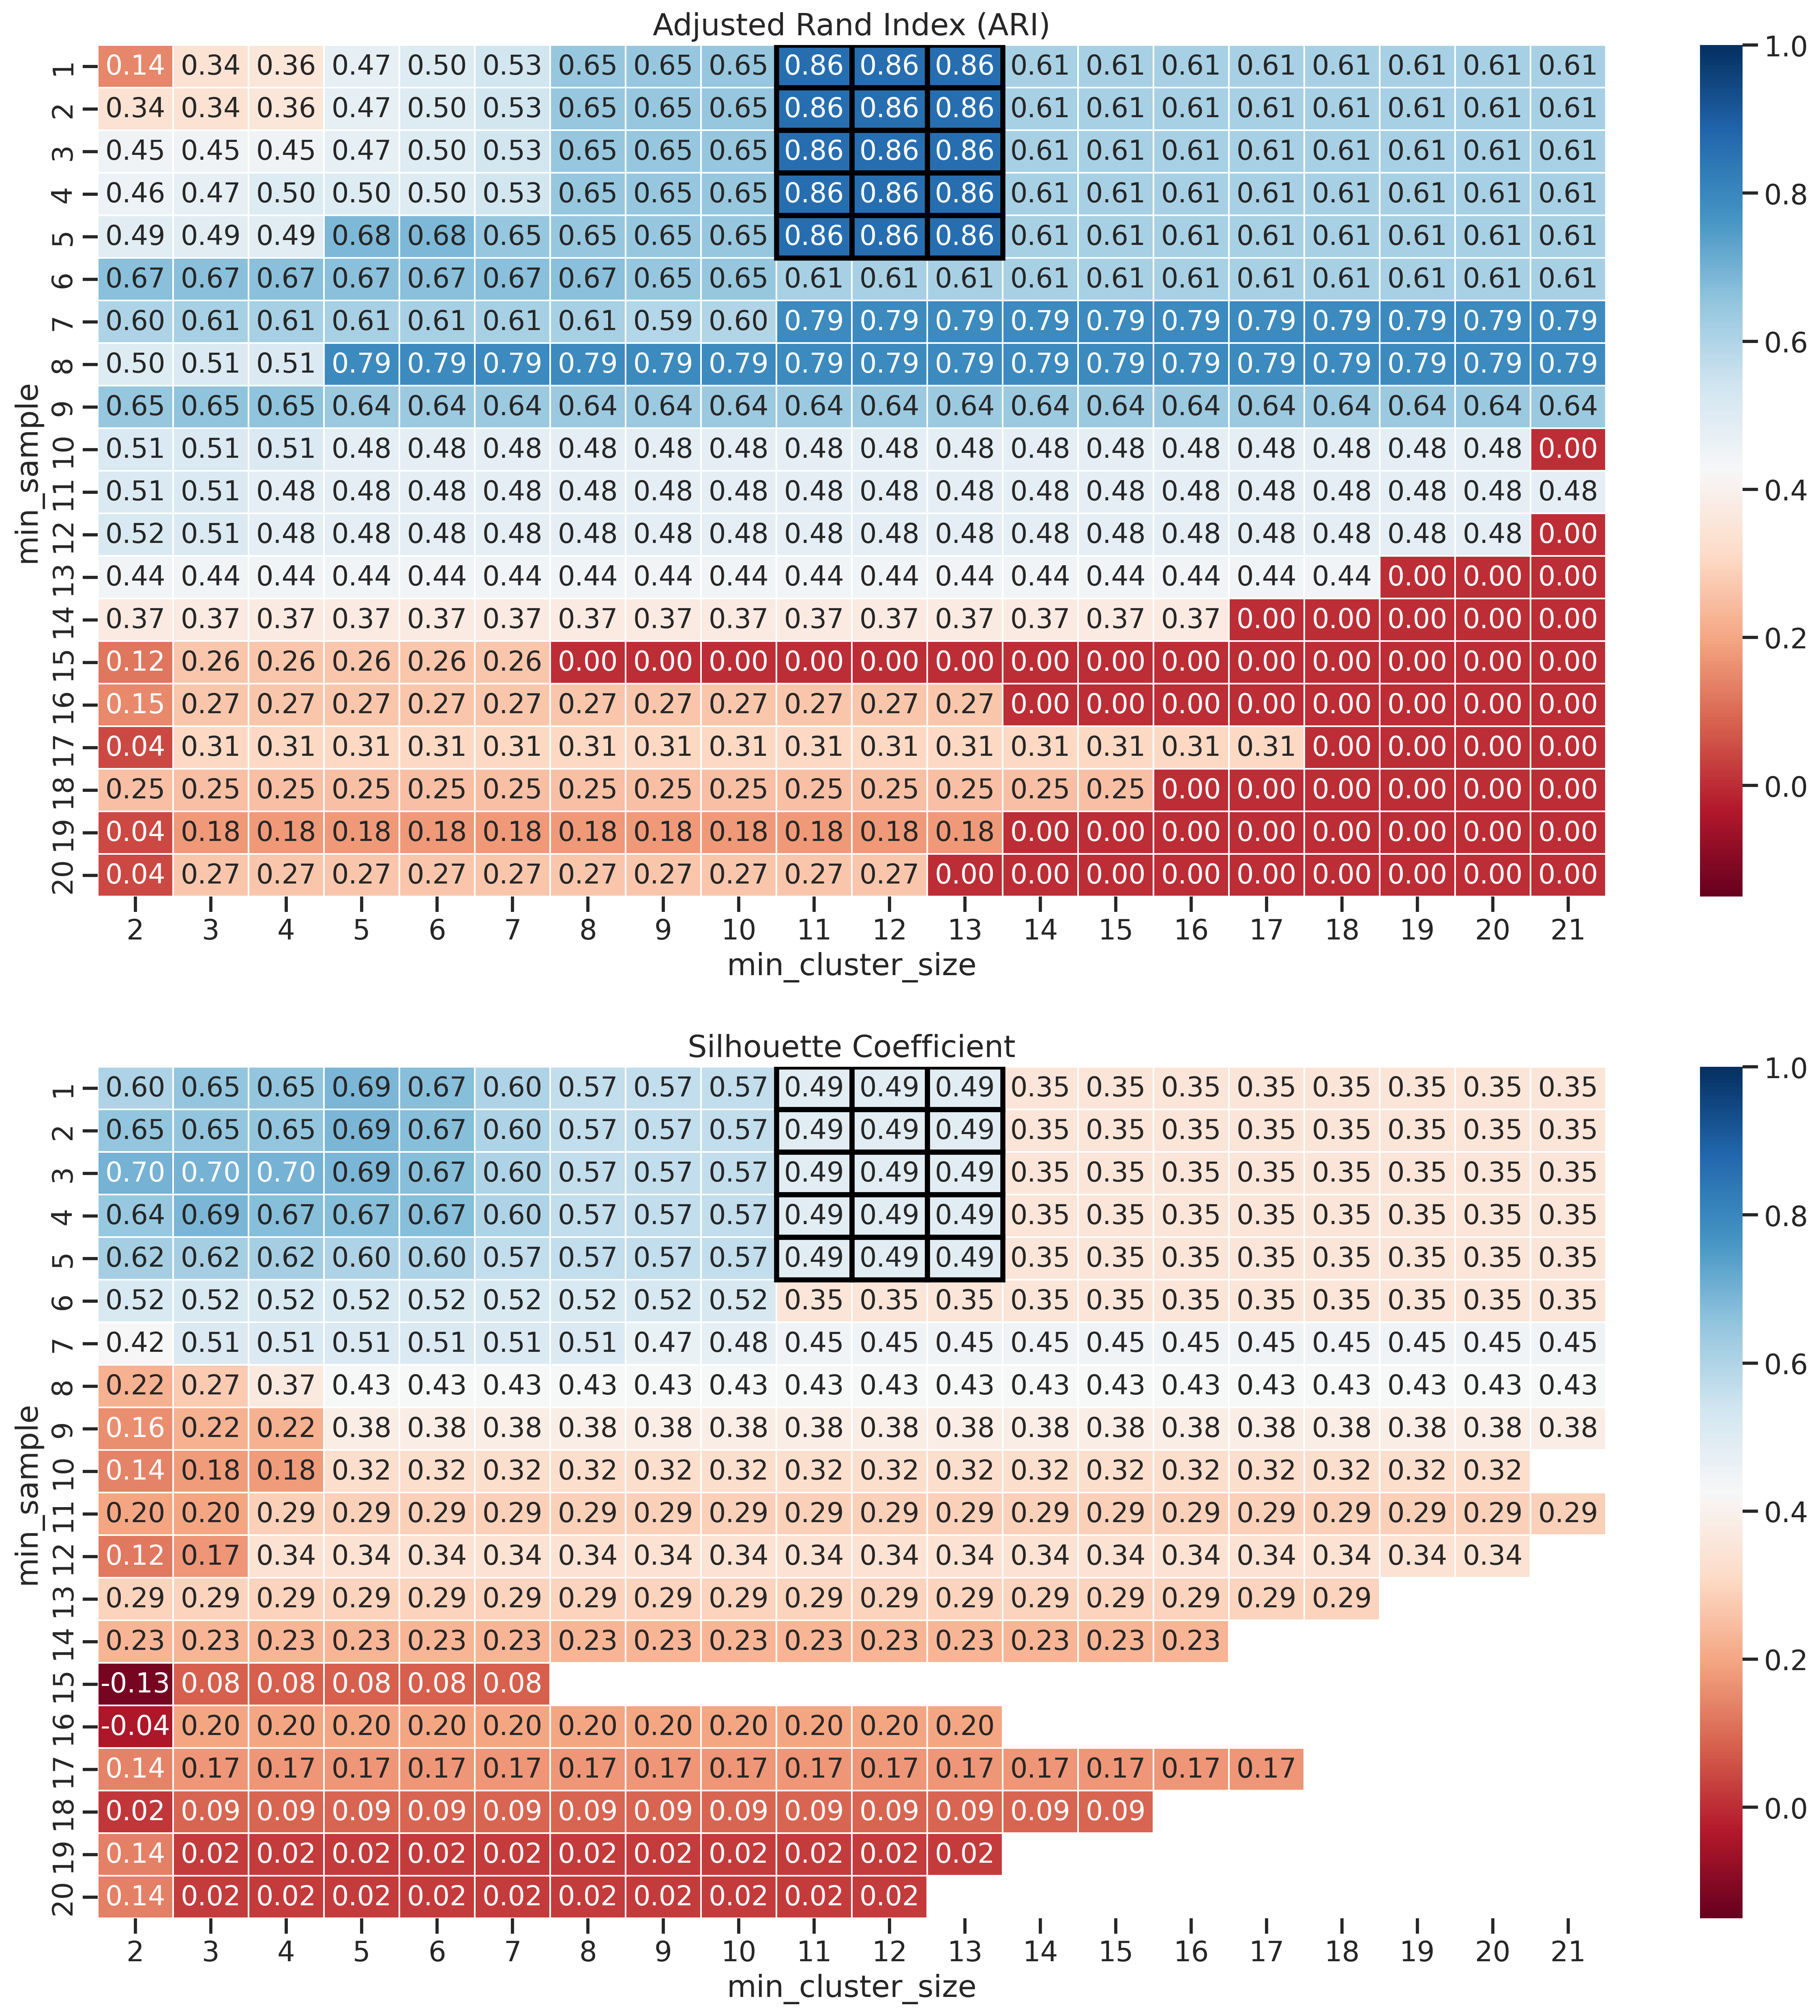 Adjusted Rand Index (ARI)
1 0.14 0.34 0.36 0.47 0.50 0.53 0.65 0.65 0.65 0.86 0.86 0.86 0.61 0.61 0.61 0.61 0.61 0.61 0.61 0.61
2 0.34 0.34 0.36 0.47 0.50 0.53 0.65 0.65 0.65 0.86 0.86 0.86 0.61 0.61 0.61 0.61 0.61 0.61 0.61 0.61
3 0.45 0.45 0.45 0.47 0.50 0.53 0.65 0.65 0.65 0.86 0.86 0.86 0.61 0.61 0.61 0.61 0.61 0.61 0.61 0.61
4 0.46 0.47 0.50 0.50 0.50 0.53 0.65 0.65 0.65 0.86 0.86 0.86 0.61 0.61 0.61 0.61 0.61 0.61 0.61 0.61
5 0.49 0.49 0.49 0.68 0.68 0.65 0.65 0.65 0.65 0.86 0.86 0.86 0.61 0.61 0.61 0.61 0.61 0.61 0.61 0.61
6 0.67 0.67 0.67 0.67 0.67 0.67 0.67 0.65 0.65 0.61 0.61 0.61 0.61 0.61 0.61 0.61 0.61 0.61 0.61 0.61
7 0.60 0.61 0.61 0.61 0.61 0.61 0.61 0.59 0.60 0.79 0.79 0.79 0.79 0.79 0.79 0.79 0.79 0.79 0.79 0.79
8 0.50 0.51 0.51 0.79 0.79 0.79 0.79 0.79 0.79 0.79 0.79 0.79 0.79 0.79 0.79 0.79 0.79 0.79 0.79 0.79
9 0.65 0.65 0.65 0.64 0.64 0.64 0.64 0.64 0.64 0.64 0.64 0.64 0.64 0.64 0.64 0.64 0.64 0.64 0.64 0.64
10 0.51 0.51 0.51 0.48 0.48 0.48 0.48 0.48 0.48 0.48 0.48 0.48 0.48 0.48 0.48 0.48 0.48 0.48 0.48 0.00
11 0.51 0.51 0.48 0.48 0.48 0.48 0.48 0.48 0.48 0.48 0.48 0.48 0.48 0.48 0.48 0.48 0.48 0.48 0.48 0.48
12 0.52 0.51 0.48 0.48 0.48 0.48 0.48 0.48 0.48 0.48 0.48 0.48 0.48 0.48 0.48 0.48 0.48 0.48 0.48 0.00
13 0.44 0.44 0.44 0.44 0.44 0.44 0.44 0.44 0.44 0.44 0.44 0.44 0.44 0.44 0.44 0.44 0.44 0.00 0.00 0.00
14 0.37 0.37 0.37 0.37 0.37 0.37 0.37 0.37 0.37 0.37 0.37 0.37 0.37 0.37 0.37 0.00 0.00 0.00 0.00 0.00
15 0.12 0.26 0.26 0.26 0.26 0.26 0.00 0.00 0.00 0.00 0.00 0.00 0.00 0.00 0.00 0.00 0.00 0.00 0.00 0.00
16 0.15 0.27 0.27 0.27 0.27 0.27 0.27 0.27 0.27 0.27 0.27 0.27 0.00 0.00 0.00 0.00 0.00 0.00 0.00 0.00
17 0.04 0.31 0.31 0.31 0.31 0.31 0.31 0.31 0.31 0.31 0.31 0.31 0.31 0.31 0.31 0.31 0.00 0.00 0.00 0.00
18 0.25 0.25 0.25 0.25 0.25 0.25 0.25 0.25 0.25 0.25 0.25 0.25 0.25 0.25 0.00 0.00 0.00 0.00 0.00 0.00
19 0.04 0.18 0.18 0.18 0.18 0.18 0.18 0.18 0.18 0.18 0.18 0.18 0.00 0.00 0.00 0.00 0.00 0.00 0.00 0.00
20 0.04 0.27 0.27 0.27 0.27 0.27 0.27 0.27 0.27 0.27 0.27 0.00 0.00 0.00 0.00 0.00 0.00 0.00 0.00 0.00
2 3 4 5 6 7 8 9 10 11 12 13 14 15 16 17 18 19 20 21
min_cluster_size
min_sample
1.0
0.8
0.6
0.4
0.2
0.0
Silhouette Coefficient
1 0.60 0.65 0.65 0.69 0.67 0.60 0.57 0.57 0.57 0.49 0.49 0.49 0.35 0.35 0.35 0.35 0.35 0.35 0.35 0.35
2 0.65 0.65 0.65 0.69 0.67 0.60 0.57 0.57 0.57 0.49 0.49 0.49 0.35 0.35 0.35 0.35 0.35 0.35 0.35 0.35
3 0.70 0.70 0.70 0.69 0.67 0.60 0.57 0.57 0.57 0.49 0.49 0.49 0.35 0.35 0.35 0.35 0.35 0.35 0.35 0.35
4 0.64 0.69 0.67 0.67 0.67 0.60 0.57 0.57 0.57 0.49 0.49 0.49 0.35 0.35 0.35 0.35 0.35 0.35 0.35 0.35
5 0.62 0.62 0.62 0.60 0.60 0.57 0.57 0.57 0.57 0.49 0.49 0.49 0.35 0.35 0.35 0.35 0.35 0.35 0.35 0.35
6 0.52 0.52 0.52 0.52 0.52 0.52 0.52 0.52 0.52 0.35 0.35 0.35 0.35 0.35 0.35 0.35 0.35 0.35 0.35 0.35
7 0.42 0.51 0.51 0.51 0.51 0.51 0.51 0.47 0.48 0.45 0.45 0.45 0.45 0.45 0.45 0.45 0.45 0.45 0.45 0.45
8 0.22 0.27 0.37 0.43 0.43 0.43 0.43 0.43 0.43 0.43 0.43 0.43 0.43 0.43 0.43 0.43 0.43 0.43 0.43 0.43
9 0.16 0.22 0.22 0.38 0.38 0.38 0.38 0.38 0.38 0.38 0.38 0.38 0.38 0.38 0.38 0.38 0.38 0.38 0.38 0.38
10 0.14 0.18 0.18 0.32 0.32 0.32 0.32 0.32 0.32 0.32 0.32 0.32 0.32 0.32 0.32 0.32 0.32 0.32 0.32
11 0.20 0.20 0.29 0.29 0.29 0.29 0.29 0.29 0.29 0.29 0.29 0.29 0.29 0.29 0.29 0.29 0.29 0.29 0.29 0.29
12 0.12 0.17 0.34 0.34 0.34 0.34 0.34 0.34 0.34 0.34 0.34 0.34 0.34 0.34 0.34 0.34 0.34 0.34 0.34
13 0.29 0.29 0.29 0.29 0.29 0.29 0.29 0.29 0.29 0.29 0.29 0.29 0.29 0.29 0.29 0.29 0.29
14 0.23 0.23 0.23 0.23 0.23 0.23 0.23 0.23 0.23 0.23 0.23 0.23 0.23 0.23 0.23
15 -0.13 0.08 0.08 0.08 0.08 0.08
16 -0.04 0.20 0.20 0.20 0.20 0.20 0.20 0.20 0.20 0.20 0.20 0.20
17 0.14 0.17 0.17 0.17 0.17 0.17 0.17 0.17 0.17 0.17 0.17 0.17 0.17 0.17 0.17 0.17
18 0.02 0.09 0.09 0.09 0.09 0.09 0.09 0.09 0.09 0.09 0.09 0.09 0.09 0.09
19 0.14 0.02 0.02 0.02 0.02 0.02 0.02 0.02 0.02 0.02 0.02 0.02
20 0.14 0.02 0.02 0.02 0.02 0.02 0.02 0.02 0.02 0.02 0.02
2 3 4 5 6 7 8 9 10 11 12 13 14 15 16 17 18 19 20 21
min_cluster_size
min_sample
1.0
0.8
0.6
0.4
0.2
0.0